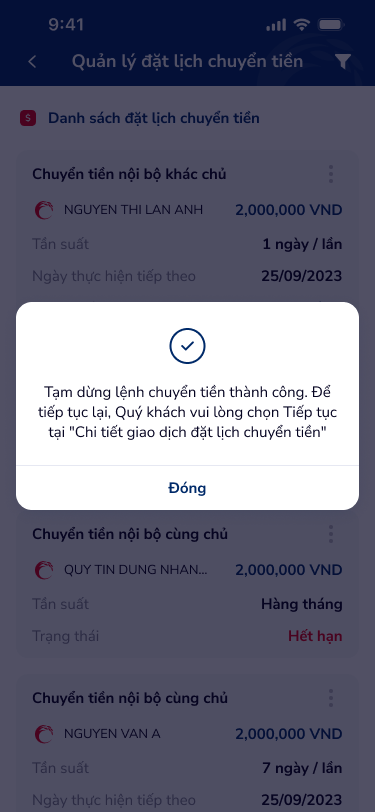 9:41
Quản lý đặt lịch chuyển tiền
S
Danh sách đặt lịch chuyển tiền
Chuyển tiền nội bộ khác chủ
NGUYEN THI LAN ANH 2,000,000 VND
Tần suất 1 ngày / lần
Ngày thực hiện tiếp theo 25/09/2023
Tạm dừng lệnh chuyển tiền thành công. Để
tiếp tục lại, Quý khách vui lòng chọn Tiếp tục
tại "Chi tiết giao dịch đặt lịch chuyển tiền"
Đóng
Chuyển tiền nội bộ cùng chủ
QUY TIN DUNG NHAN... 2,000,000 VND
Tần suất Hàng tháng
Trạng thái Hết hạn
Chuyển tiền nội bộ cùng chủ
NGUYEN VAN A 2,000,000 VND
Tần suất 7 ngày / lần
Ngày thực hiện tiếp theo 25/09/2023